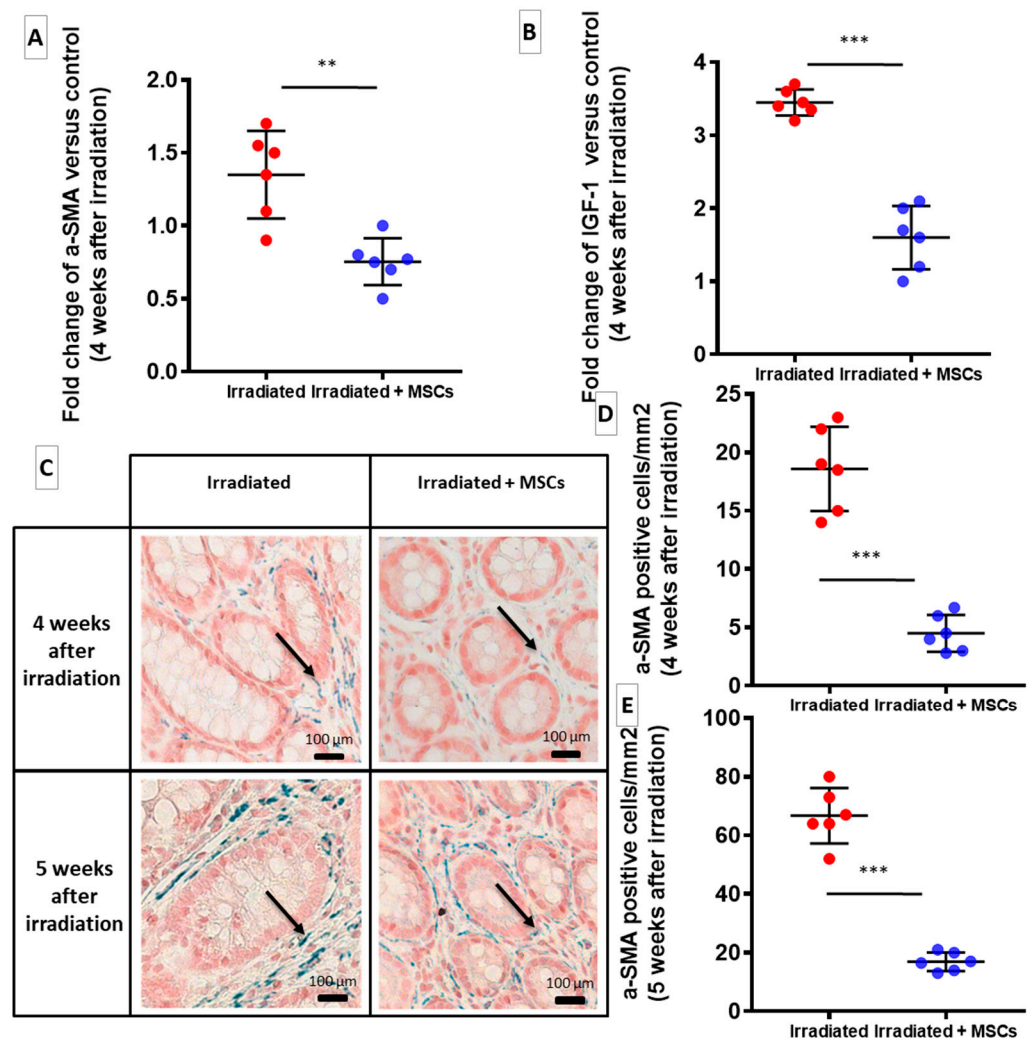 A
Fold change of a-SMA versus control
(4 weeks after irradiation)
2.0
1.5
1.0
0.5
0.0
**
Irradiated Irradiated + MSCs
B
Fold change of IGF-1 versus control
(4 weeks after irradiation)
4
3
2
1
0
***
Irradiated Irradiated + MSCs
C
Irradiated
Irradiated + MSCs
4 weeks
after
irradiation
100 µm
100 µm
5 weeks
after
irradiation
100 µm
100 µm
D
a-SMA positive cells/mm2
(4 weeks after irradiation)
25
20
15
10
5
0
***
Irradiated Irradiated + MSCs
E
a-SMA positive cells/mm2
(5 weeks after irradiation)
100
80
60
40
20
0
***
Irradiated Irradiated + MSCs